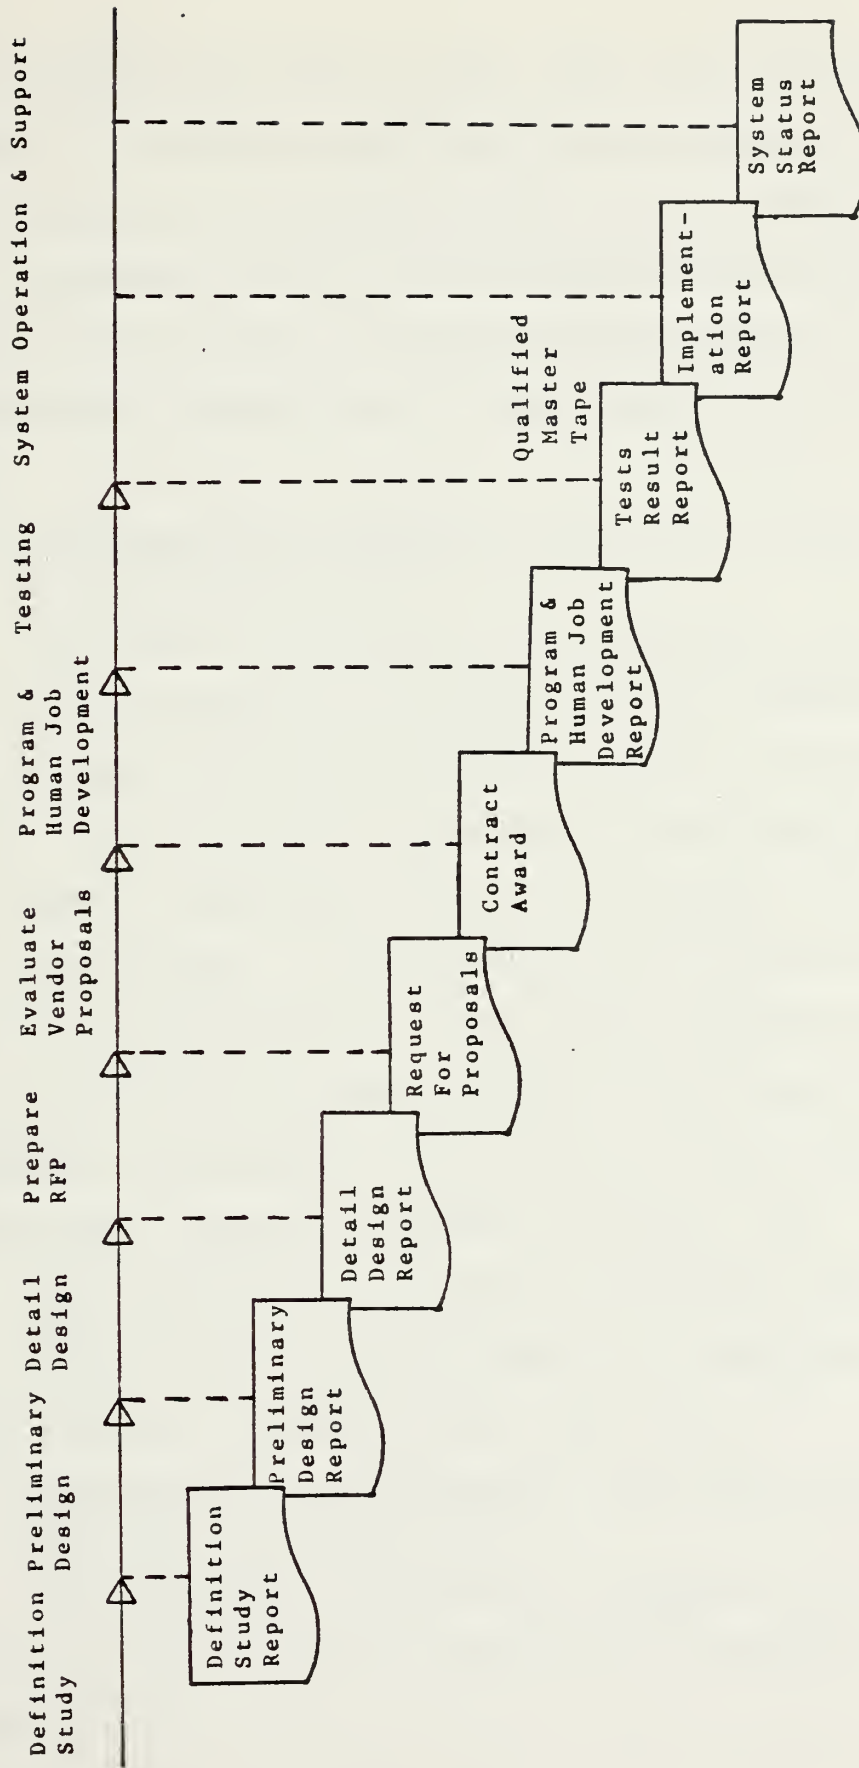 Definition
Study
Preliminary
Design
Detail
Design
Prepare
RFP
Evaluate
Vendor
Proposals
Program &
Human Job
Development
Testing
System Operation & Support
Definition
Study
Report
Preliminary
Design
Report
Detail
Design
Report
Request
For
Proposals
Contract
Award
Program &
Human Job
Development
Report
Qualified
Master
Tape
Tests
Result
Report
Implement-
ation
Report
System
Status
Report